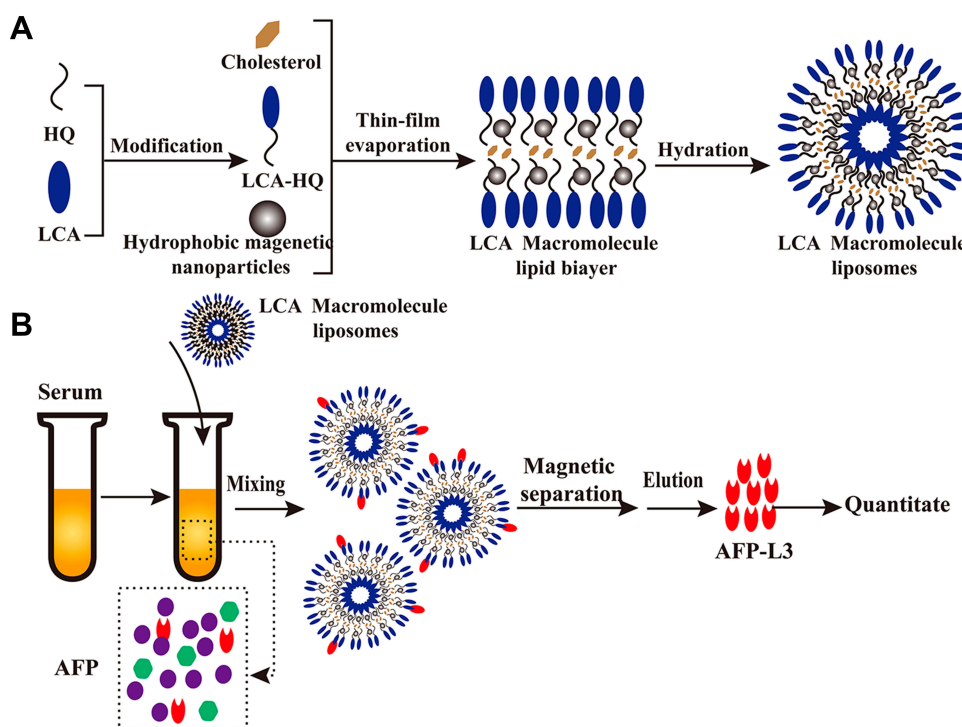 A
HQ
LCA
Modification
Cholesterol
LCA-HQ
Hydrophobic magenetic
nanoparticles
Thin-film
evaporation
LCA Macromolecule
lipid biayer
Hydration
LCA Macromolecule
liposomes
B
LCA Macromolecule
liposomes
Serum
Mixing
AFP
Magnetic
separation
Elution
AFP-L3
Quantitate